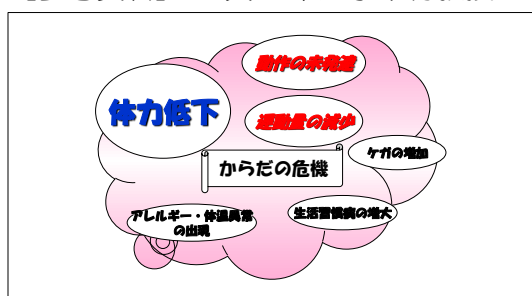 動作の未発達
体力低下
運動量の減少
ケガの増加
からだの危機
アレルギー・体温異常
の出現
生活習慣病の増大